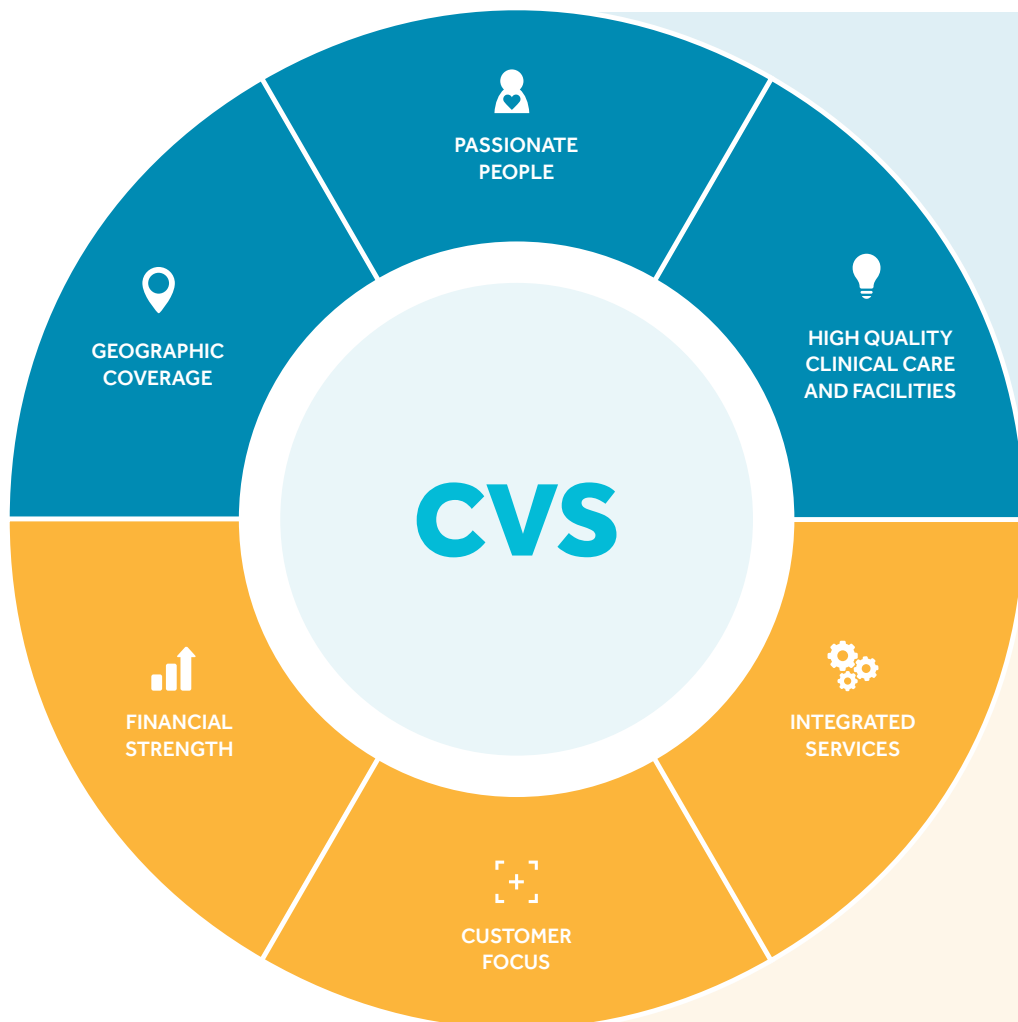 PASSIONATE
PEOPLE
HIGH QUALITY
CLINICAL CARE
AND FACILITIES
GEOGRAPHIC
COVERAGE
CVS
FINANCIAL
STRENGTH
INTEGRATED
SERVICES
CUSTOMER
FOCUS